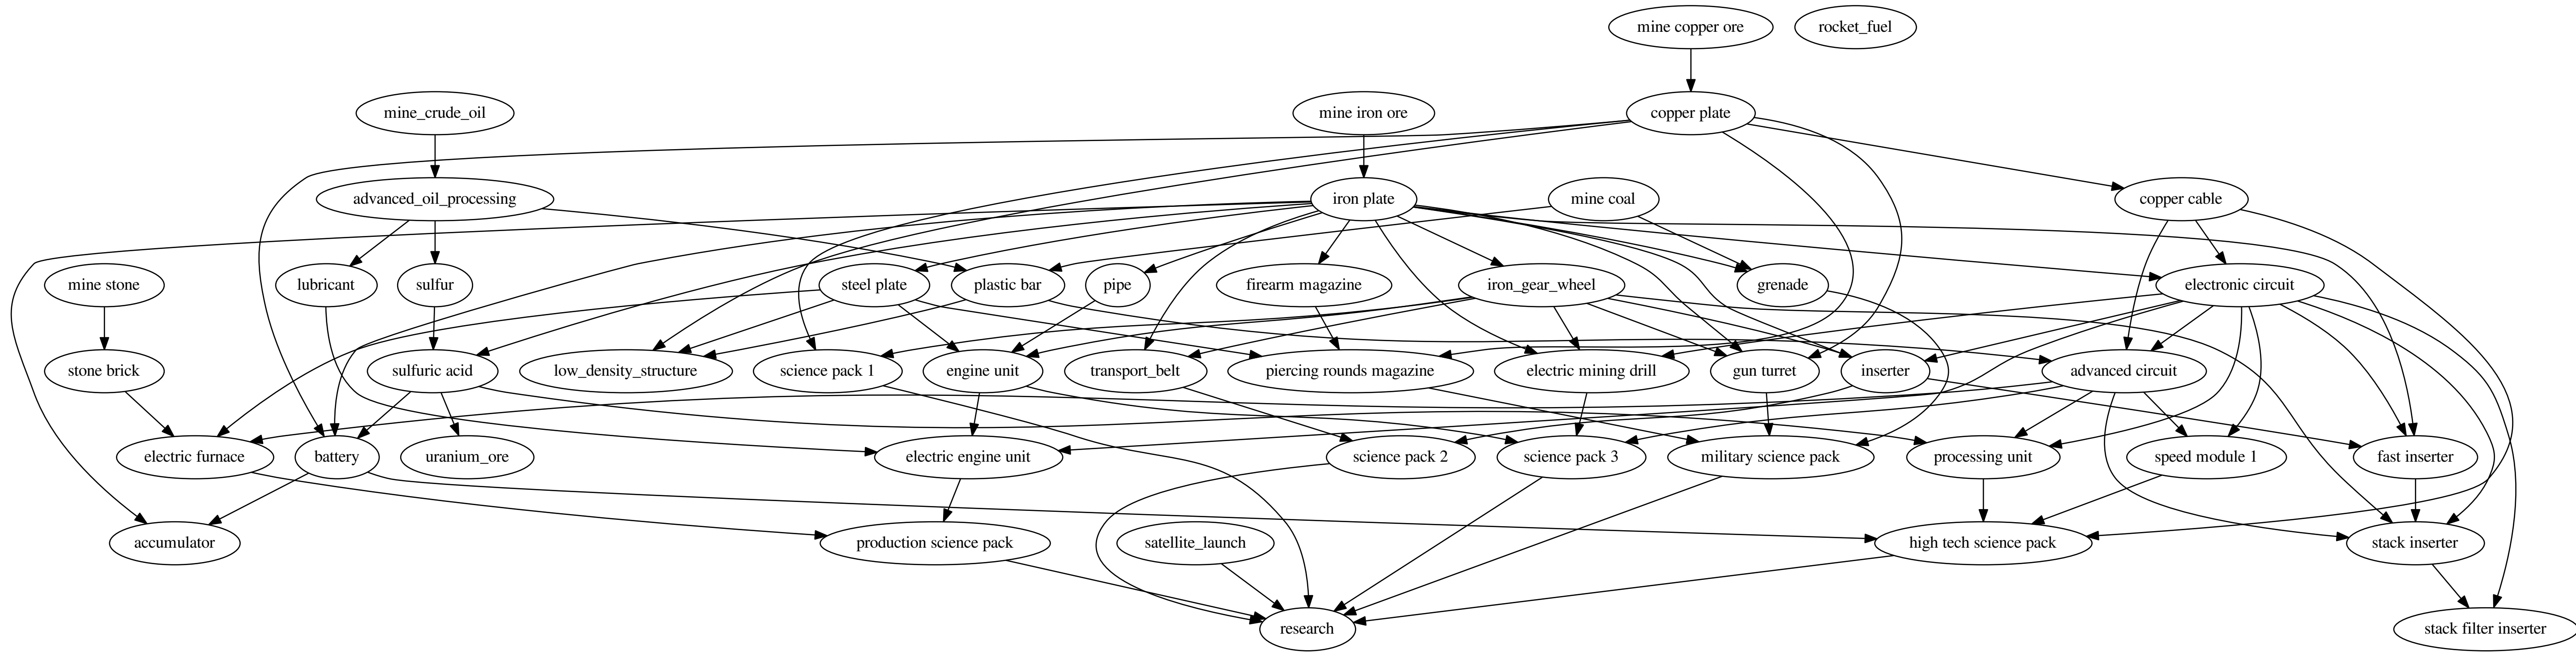 mine copper ore
rocket_fuel
mine_crude_oil
mine iron ore
copper plate
advanced_oil_processing
iron plate
mine coal
copper cable
mine stone
lubricant
sulfur
steel plate
plastic bar
pipe
firearm magazine
iron_gear_wheel
grenade
electronic circuit
stone brick
sulfuric acid
low_density_structure
science pack 1
engine unit
transport_belt
piercing rounds magazine
electric mining drill
gun turret
inserter
advanced circuit
electric furnace
battery
uranium_ore
electric engine unit
science pack 2
science pack 3
military science pack
processing unit
speed module 1
fast inserter
accumulator
production science pack
satellite_launch
high tech science pack
stack inserter
research
stack filter inserter